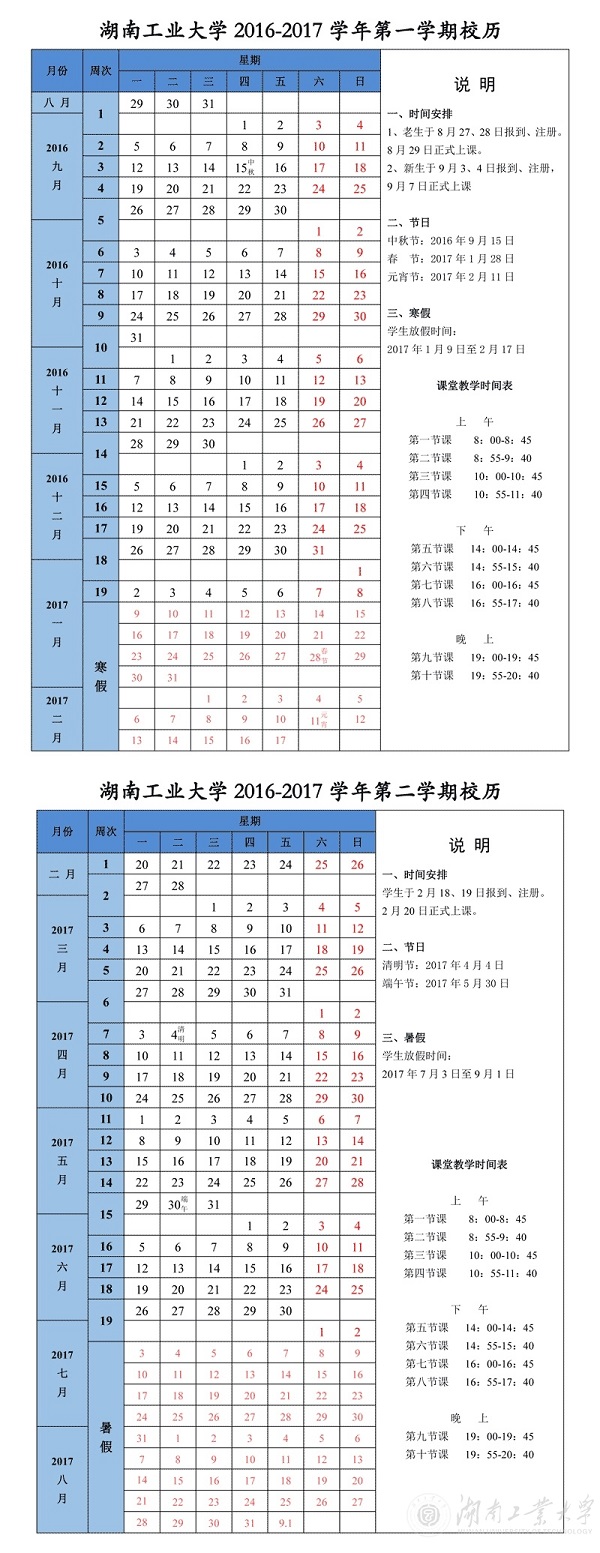 湖南工业大学 2016-2017 学年第一学期校历
月份 周次 星期
一 二 三 四 五 六 日
八 月 1 29 30 31
2016 九 月 1 2 3 4
2 5 6 7 8 9 10 11
3 12 13 14 15中秋 16 17 18
4 19 20 21 22 23 24 25
5 26 27 28 29 30
2016 十 月 1 2
6 3 4 5 6 7 8 9
7 10 11 12 13 14 15 16
8 17 18 19 20 21 22 23
9 24 25 26 27 28 29 30
10 31
2016 十 一 月 1 2 3 4 5 6
11 7 8 9 10 11 12 13
12 14 15 16 17 18 19 20
13 21 22 23 24 25 26 27
14 28 29 30
2016 十 二 月 1 2 3 4
15 5 6 7 8 9 10 11
16 12 13 14 15 16 17 18
17 19 20 21 22 23 24 25
18 26 27 28 29 30 31
2017 一 月 1
19 2 3 4 5 6 7 8
寒 假 9 10 11 12 13 14 15
16 17 18 19 20 21 22
23 24 25 26 27 28春节 29
30 31
2017 二 月 1 2 3 4 5
6 7 8 9 10 11元宵 12
13 14 15 16 17
说 明
一、时间安排
1、老生于 8 月 27、28 日报到、注册。
8 月 29 日正式上课。
2、新生于 9 月 3、4 日报到、注册，
9 月 7 日正式上课
二、节日
中秋节：2016 年 9 月 15 日
春 节：2017 年 1 月 28 日
元宵节：2017 年 2 月 11 日
三、寒假
学生放假时间：
2017 年 1 月 9 日至 2 月 17 日
课堂教学时间表
上 午
第一节课 8：00-8：45
第二节课 8：55-9：40
第三节课 10：00-10：45
第四节课 10：55-11：40
下 午
第五节课 14：00-14：45
第六节课 14：55-15：40
第七节课 16：00-16：45
第八节课 16：55-17：40
晚 上
第九节课 19：00-19：45
第十节课 19：55-20：40
湖南工业大学 2016-2017 学年第二学期校历
月份 周次 星期
一 二 三 四 五 六 日
二 月 1 20 21 22 23 24 25 26
2 27 28
2017 三 月 1 2 3 4 5
3 6 7 8 9 10 11 12
4 13 14 15 16 17 18 19
5 20 21 22 23 24 25 26
6 27 28 29 30 31
2017 四 月 1 2
7 3 4清明 5 6 7 8 9
8 10 11 12 13 14 15 16
9 17 18 19 20 21 22 23
10 24 25 26 27 28 29 30
2017 五 月 11 1 2 3 4 5 6 7
12 8 9 10 11 12 13 14
13 15 16 17 18 19 20 21
14 22 23 24 25 26 27 28
15 29 30端午 31
2017 六 月 1 2 3 4
16 5 6 7 8 9 10 11
17 12 13 14 15 16 17 18
18 19 20 21 22 23 24 25
19 26 27 28 29 30
2017 七 月 1 2
暑 假 3 4 5 6 7 8 9
10 11 12 13 14 15 16
17 18 19 20 21 22 23
24 25 26 27 28 29 30
2017 八 月 31 1 2 3 4 5 6
7 8 9 10 11 12 13
14 15 16 17 18 19 20
21 22 23 24 25 26 27
28 29 30 31 9.1
说 明
一、时间安排
学生于 2 月 18、19 日报到、注册。
2 月 20 日正式上课。
二、节日
清明节：2017 年 4 月 4 日
端午节：2017 年 5 月 30 日
三、暑假
学生放假时间：
2017 年 7 月 3 日至 9 月 1 日
课堂教学时间表
上 午
第一节课 8：00-8：45
第二节课 8：55-9：40
第三节课 10：00-10：45
第四节课 10：55-11：40
下 午
第五节课 14：00-14：45
第六节课 14：55-15：40
第七节课 16：00-16：45
第八节课 16：55-17：40
晚 上
第九节课 19：00-19：45
第十节课 19：55-20：40
湖南工業大学